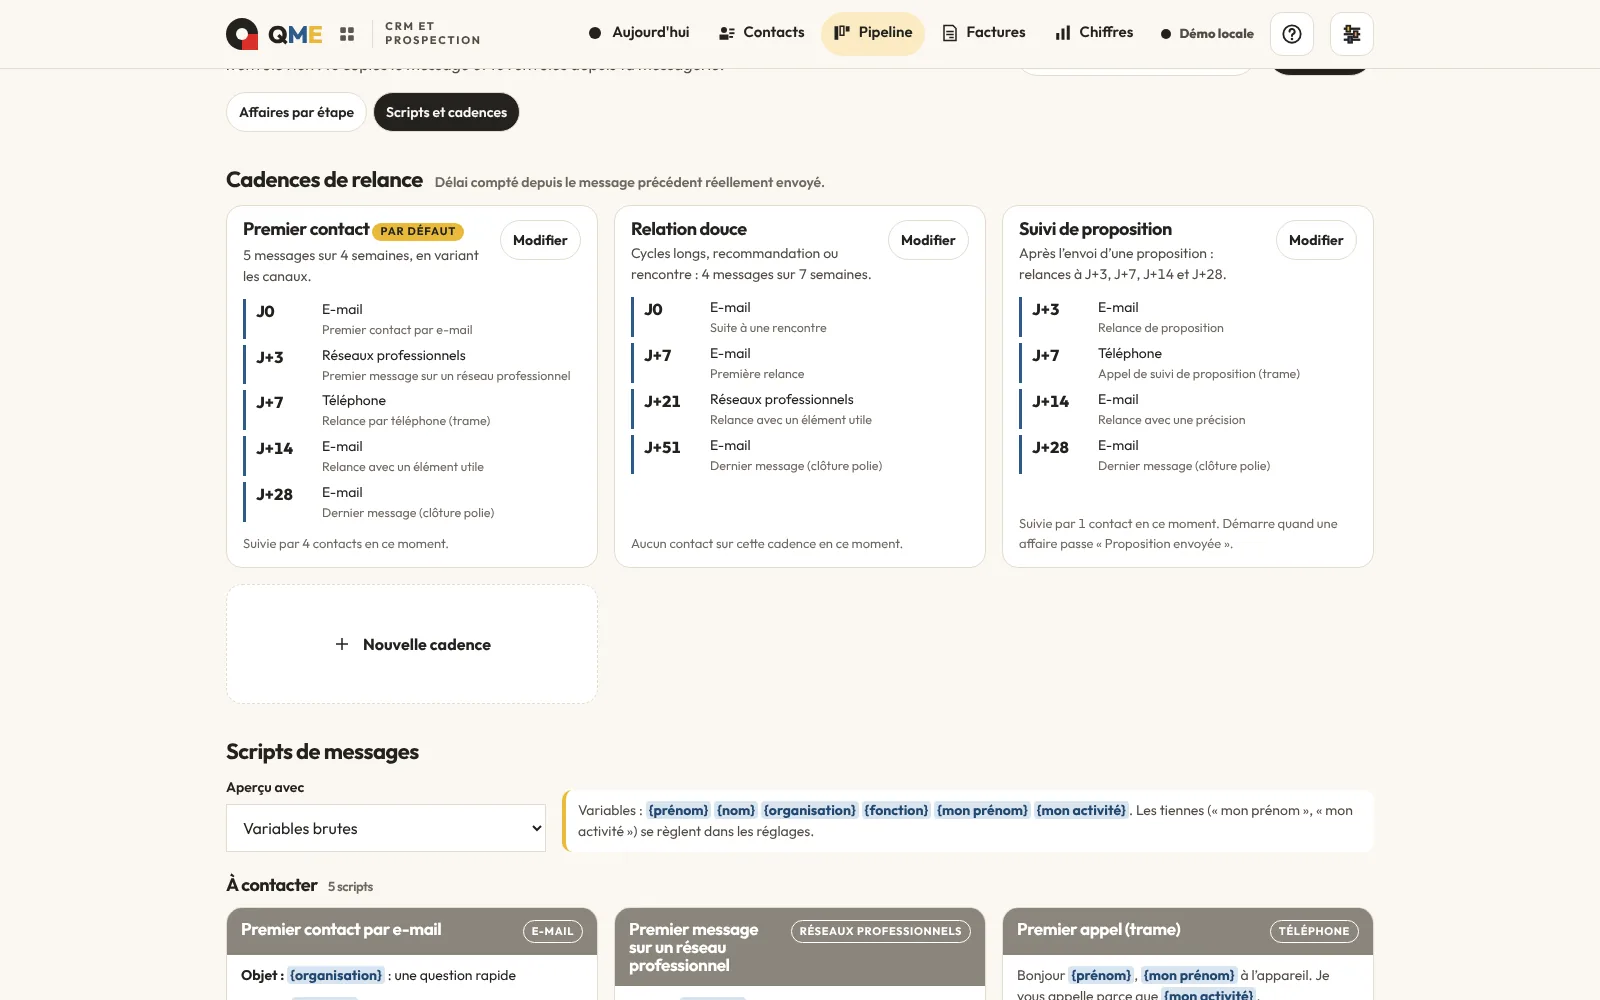 QME
CRM ET
PROSPECTION
Aujourd'hui
Contacts
Pipeline
Factures
Chiffres
Démo locale
Affaires par étape
Scripts et cadences
Cadences de relance
Délai compté depuis le message précédent réellement envoyé.
Premier contact
PAR DÉFAUT
Modifier
5 messages sur 4 semaines, en variant
les canaux.
J0
E-mail
Premier contact par e-mail
J+3
Réseaux professionnels
Premier message sur un réseau professionnel
J+7
Téléphone
Relance par téléphone (trame)
J+14
E-mail
Relance avec un élément utile
J+28
E-mail
Dernier message (clôture polie)
Suivie par 4 contacts en ce moment.
Relation douce
Modifier
Cycles longs, recommandation ou
rencontre : 4 messages sur 7 semaines.
J0
E-mail
Suite à une rencontre
J+7
E-mail
Première relance
J+21
Réseaux professionnels
Relance avec un élément utile
J+51
E-mail
Dernier message (clôture polie)
Aucun contact sur cette cadence en ce moment.
Suivi de proposition
Modifier
Après l'envoi d'une proposition :
relances à J+3, J+7, J+14 et J+28.
J+3
E-mail
Relance de proposition
J+7
Téléphone
Appel de suivi de proposition (trame)
J+14
E-mail
Relance avec une précision
J+28
E-mail
Dernier message (clôture polie)
Suivie par 1 contact en ce moment. Démarre quand une
affaire passe « Proposition envoyée ».
+ Nouvelle cadence
Scripts de messages
Aperçu avec
Variables brutes
Variables : {prénom} {nom} {organisation} {fonction} {mon prénom} {mon activité}. Les tiennes (« mon prénom », « mon
activité ») se règlent dans les réglages.
À contacter
5 scripts
Premier contact par e-mail
E-MAIL
Objet : {organisation} : une question rapide
Premier message
sur un réseau
professionnel
RÉSEAUX PROFESSIONNELS
Premier appel (trame)
TÉLÉPHONE
Bonjour {prénom}, {mon prénom} à l'appareil. Je
vous appelle parce que {mon activité}.